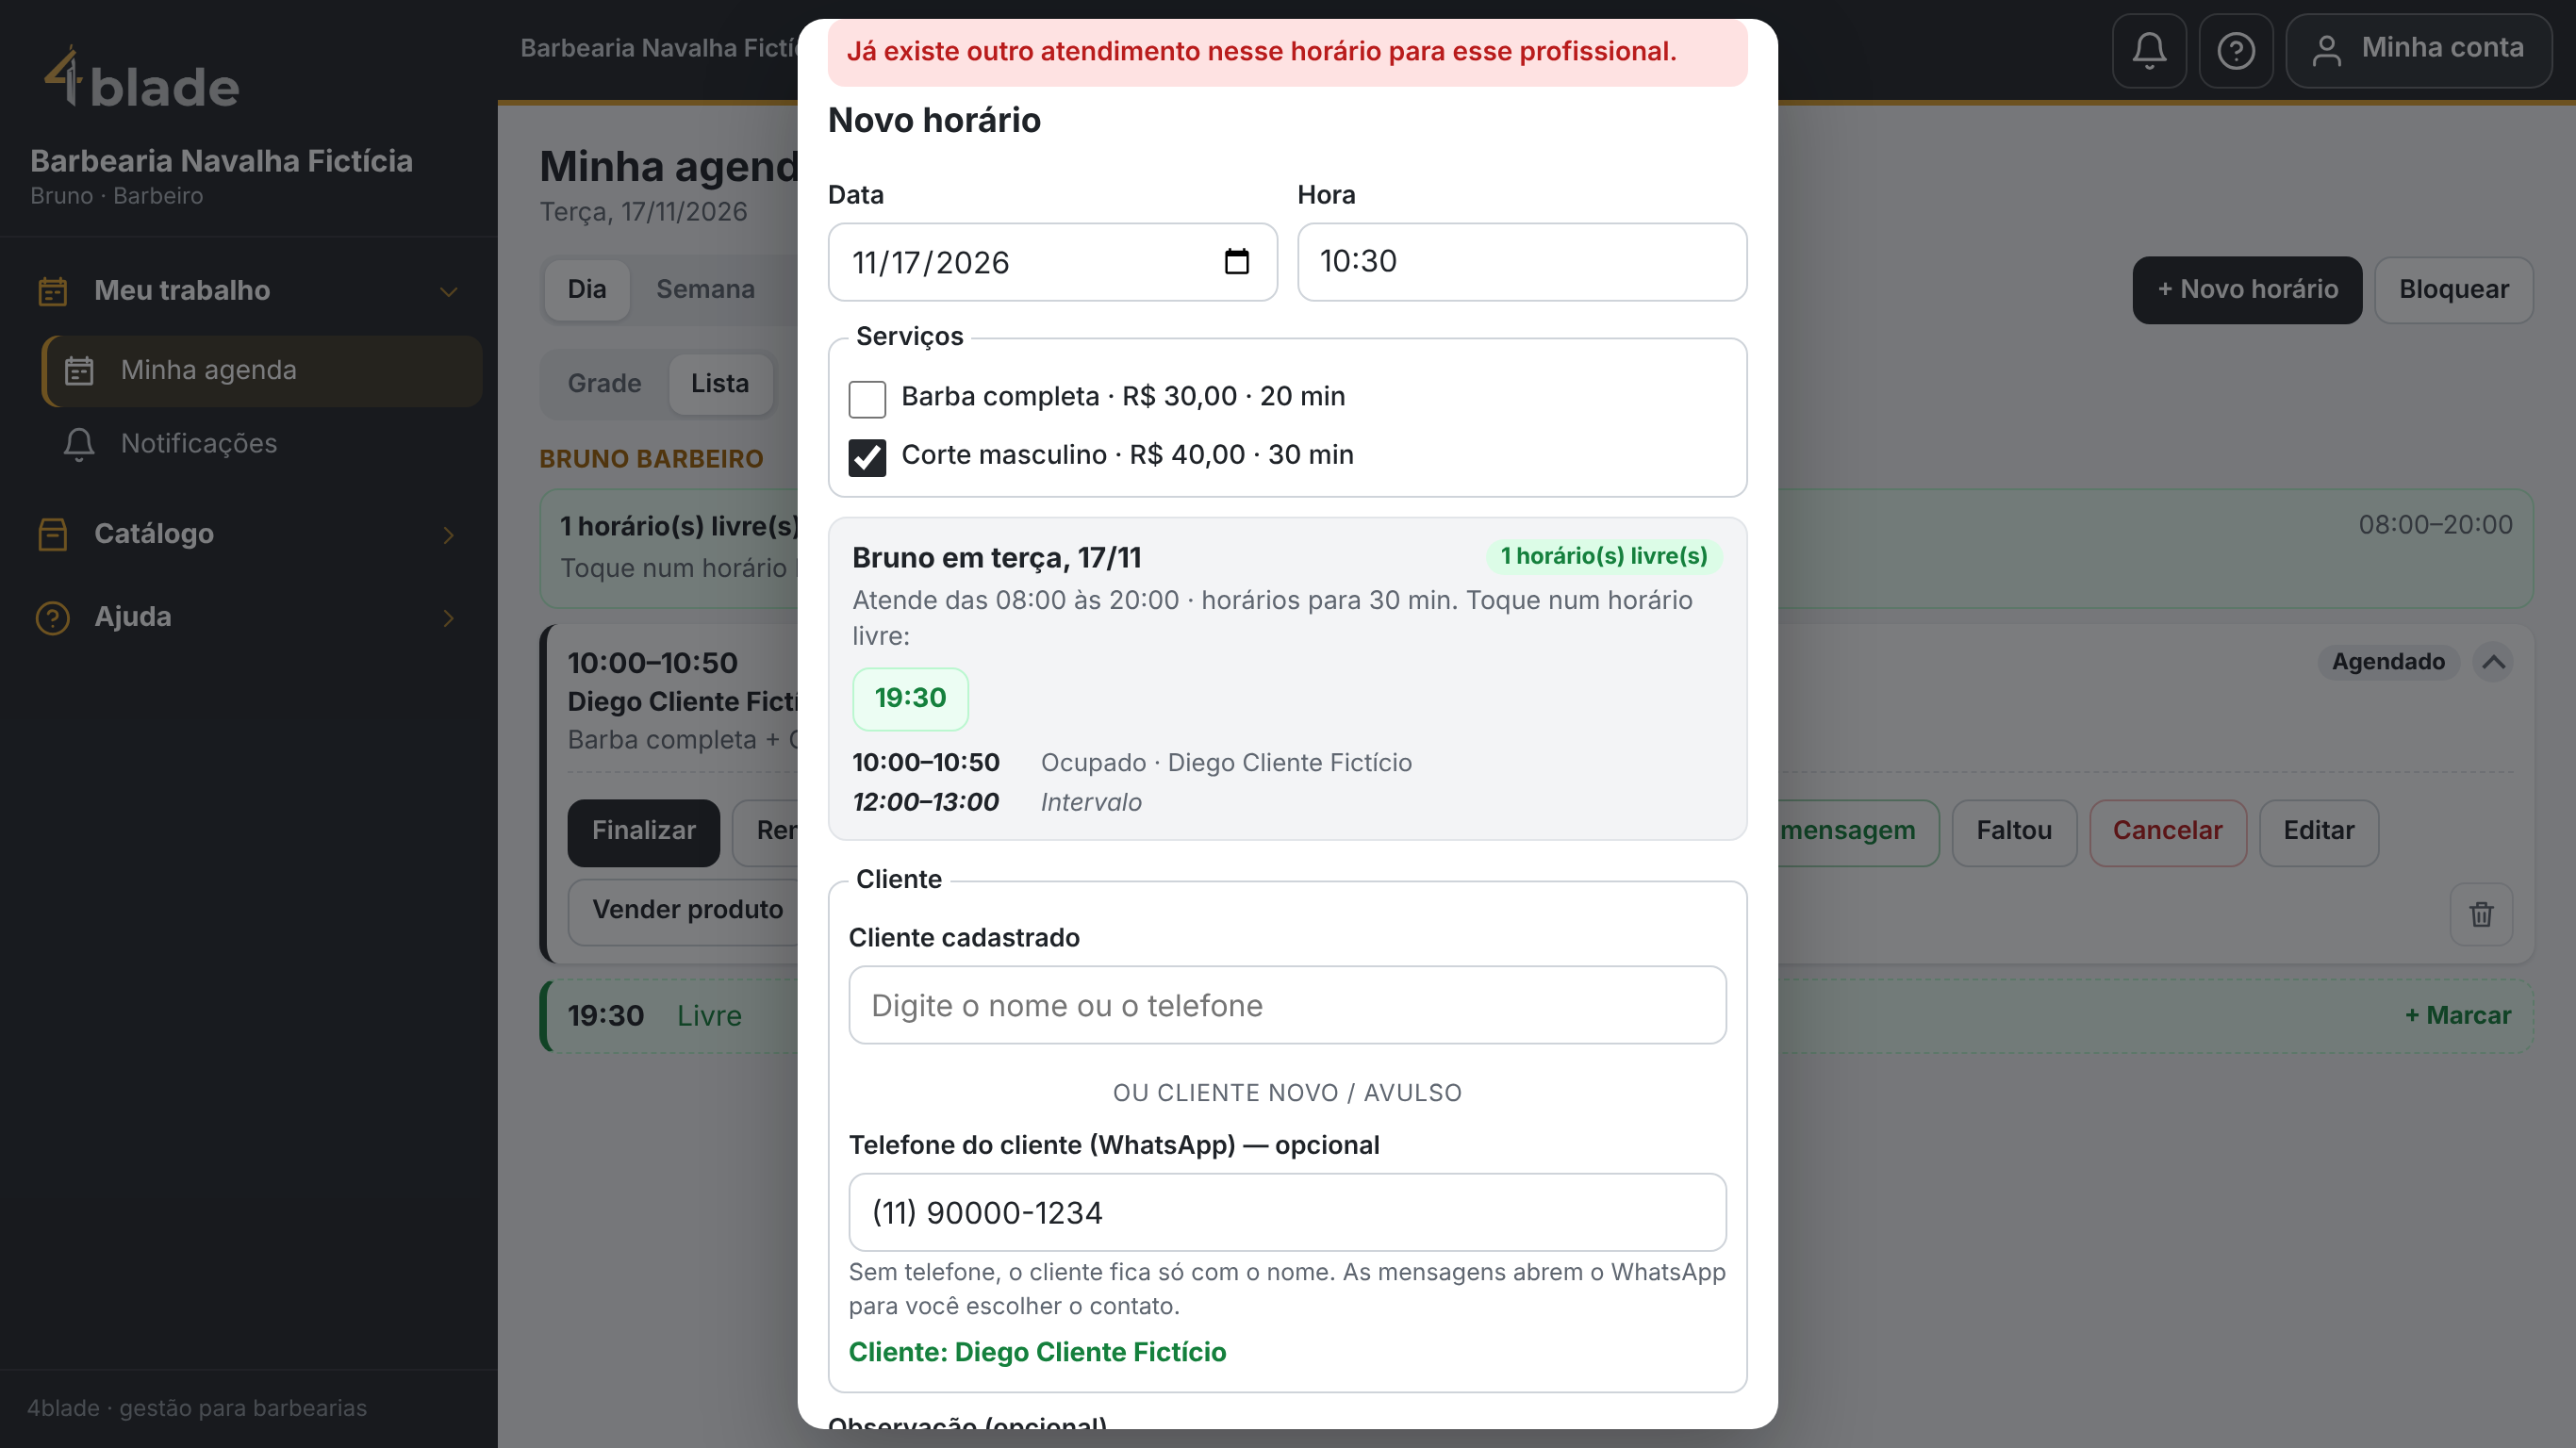 4blade
Barbearia Navalha Fictícia
Bruno · Barbeiro
Meu trabalho
Minha agenda
Notificações
Catálogo
Ajuda
4blade · gestão para barbearias
Minha conta
Terça, 17/11/2026
Dia
Semana
+ Novo horário
Bloquear
Grade
Lista
BRUNO BARBEIRO
1 horário(s) livre(s)
08:00–20:00
Toque num horário
10:00–10:50
Agendado
Diego Cliente
Barba completa +
Finalizar
mensagem
Faltou
Cancelar
Editar
Vender produto
19:30
Livre
+ Marcar
Já existe outro atendimento nesse horário para esse profissional.
Novo horário
Data
Hora
11/17/2026
10:30
Serviços
Barba completa · R$ 30,00 · 20 min
Corte masculino · R$ 40,00 · 30 min
Bruno em terça, 17/11
1 horário(s) livre(s)
Atende das 08:00 às 20:00 · horários para 30 min. Toque num horário
livre:
19:30
10:00–10:50 Ocupado · Diego Cliente Fictício
12:00–13:00 Intervalo
Cliente
Cliente cadastrado
Digite o nome ou o telefone
OU CLIENTE NOVO / AVULSO
Telefone do cliente (WhatsApp) — opcional
(11) 90000-1234
Sem telefone, o cliente fica só com o nome. As mensagens abrem o WhatsApp
para você escolher o contato.
Cliente: Diego Cliente Fictício
Observação (opcional)